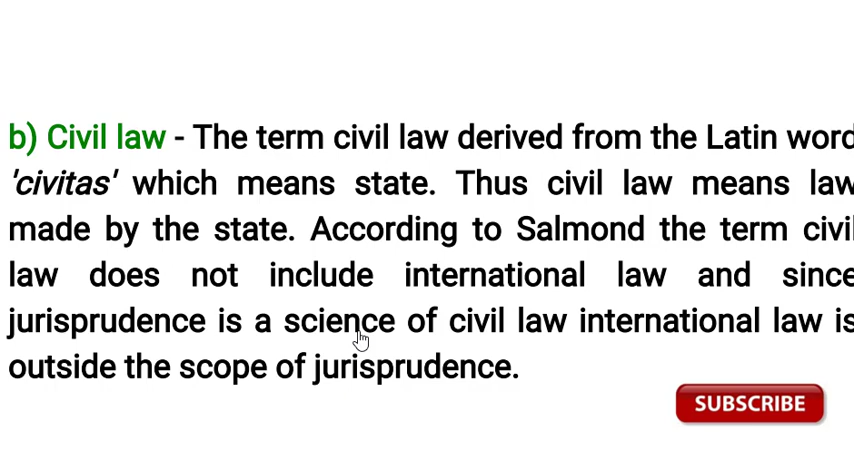 b) Civil law - The term civil law derived from the Latin word
'civitas' which means state. Thus civil law means law
made by the state. According to Salmond the term civil
law does not include international law and since
jurisprudence is a science of civil law international law is
outside the scope of jurisprudence.
SUBSCRIBE